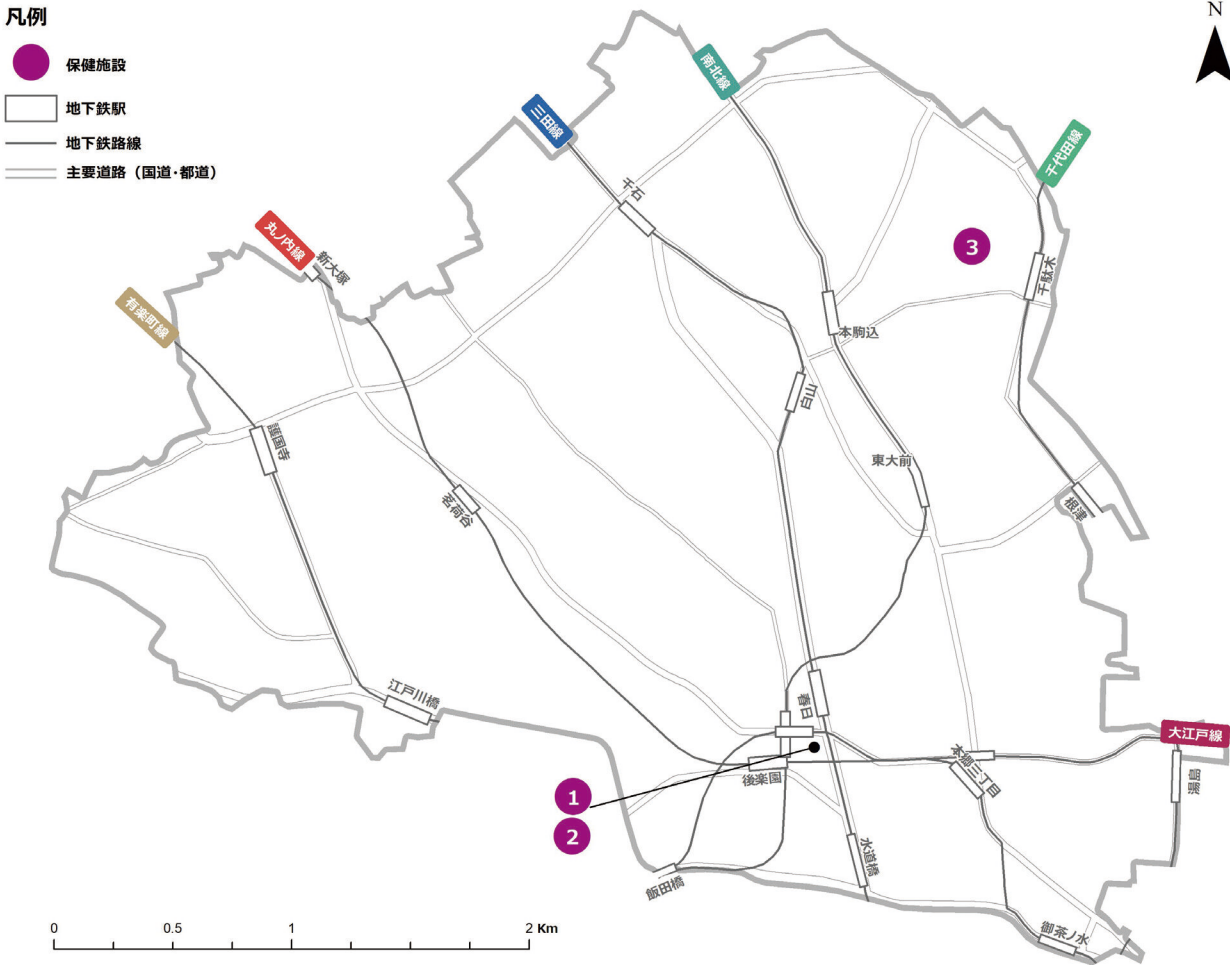 凡例
保健施設
地下鉄駅
地下鉄路線
主要道路（国道・都道）
N
南北線
三田線
千代田線
千石
丸ノ内線
新大塚
3
千駄木
有楽町線
本駒込
白山
護国寺
東大前
茗荷谷
根津
江戸川橋
春日
大江戸線
本郷三丁目
後楽園
湯島
1
2
水道橋
飯田橋
御茶ノ水
0 0.5 1 2 Km